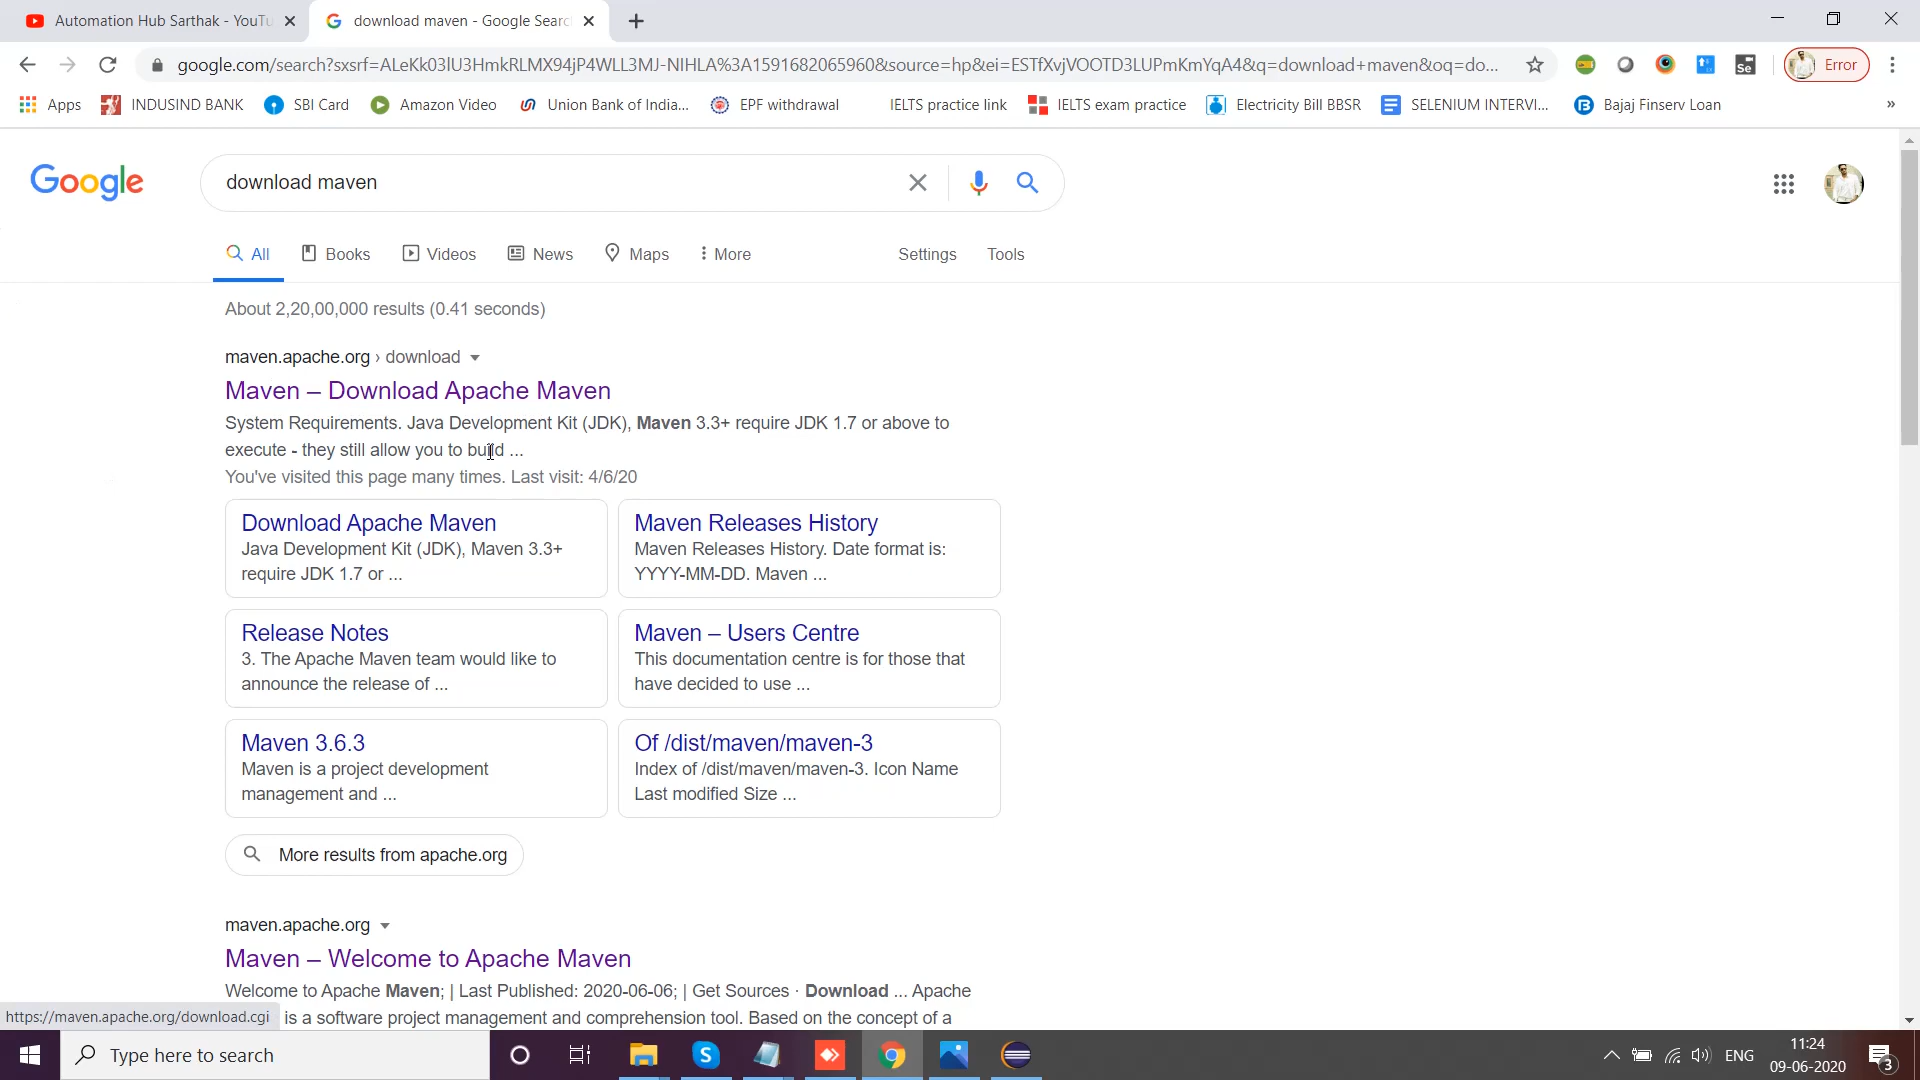 Automation Hub Sarthak - YouTu
download maven - Google Searc
google.com/search?sxsrf=ALeKk03lU3HmkRLMX94jP4WLL3MJ-NIHLA%3A1591682065960&source=hp&ei=ESTfXvjVOOTD3LUPmKmYqA4&q=download+maven&oq=do...
Se
Error
Apps
INDUSIND BANK
SBI Card
Amazon Video
Union Bank of India...
EPF withdrawal
IELTS practice link
IELTS exam practice
Electricity Bill BBSR
SELENIUM INTERVI...
Bajaj Finserv Loan
»
Google
download maven
All
Books
Videos
News
Maps
More
Settings
Tools
About 2,20,00,000 results (0.41 seconds)
maven.apache.org › download
Maven – Download Apache Maven
System Requirements. Java Development Kit (JDK), Maven 3.3+ require JDK 1.7 or above to
execute - they still allow you to build ...
You've visited this page many times. Last visit: 4/6/20
Download Apache Maven
Java Development Kit (JDK), Maven 3.3+
require JDK 1.7 or ...
Maven Releases History
Maven Releases History. Date format is:
YYYY-MM-DD. Maven ...
Release Notes
3. The Apache Maven team would like to
announce the release of ...
Maven – Users Centre
This documentation centre is for those that
have decided to use ...
Maven 3.6.3
Maven is a project development
management and ...
Of /dist/maven/maven-3
Index of /dist/maven/maven-3. Icon Name
Last modified Size ...
More results from apache.org
maven.apache.org
Maven – Welcome to Apache Maven
Welcome to Apache Maven; | Last Published: 2020-06-06; | Get Sources · Download ... Apache
is a software project management and comprehension tool. Based on the concept of a
https://maven.apache.org/download.cgi
Type here to search
ENG
11:24
09-06-2020
3